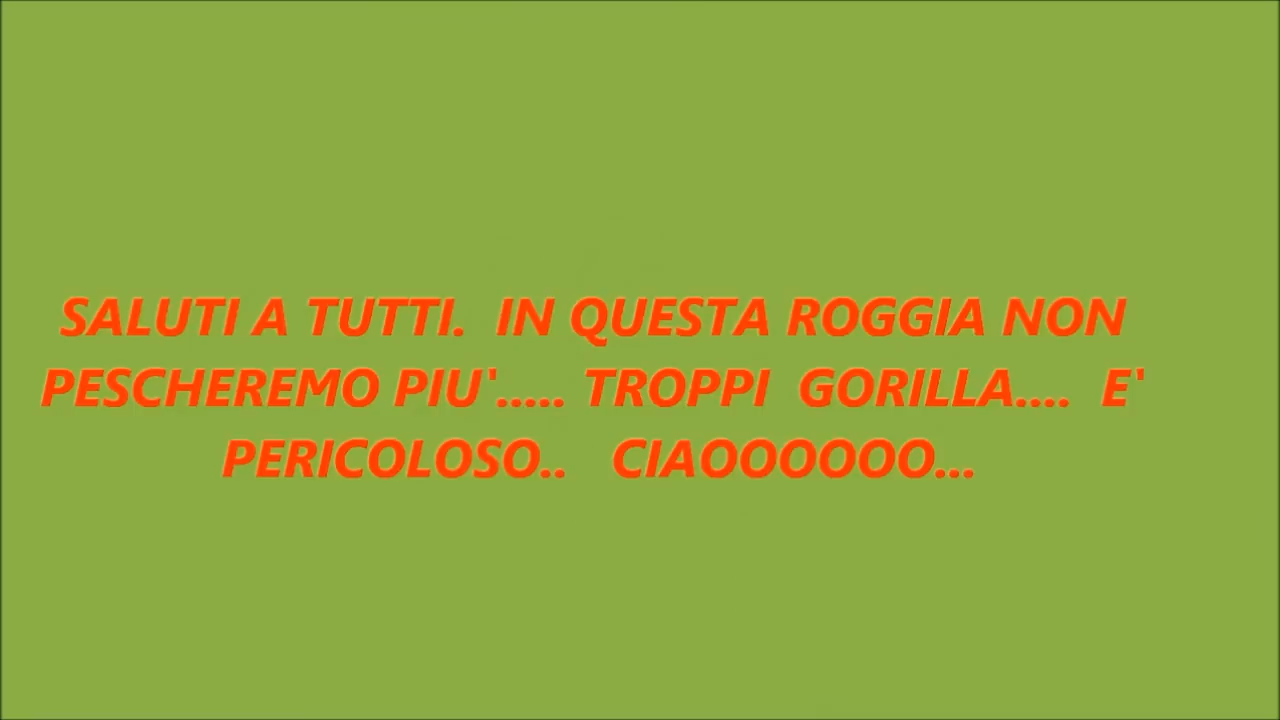 SALUTI A TUTTI.  IN QUESTA ROGGIA NON
PESCHEREMO PIU'..... TROPPI  GORILLA....  E'
PERICOLOSO..   CIAOOOOOO...